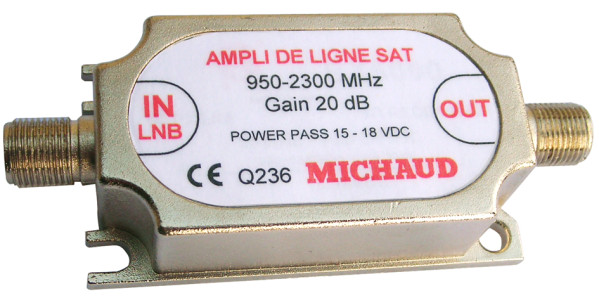 AMPLI DE LIGNE SAT
950-2300 MHz
Gain 20 dB
IN
LNB
OUT
POWER PASS 15 - 18 VDC
CE Q236 MICHAUD